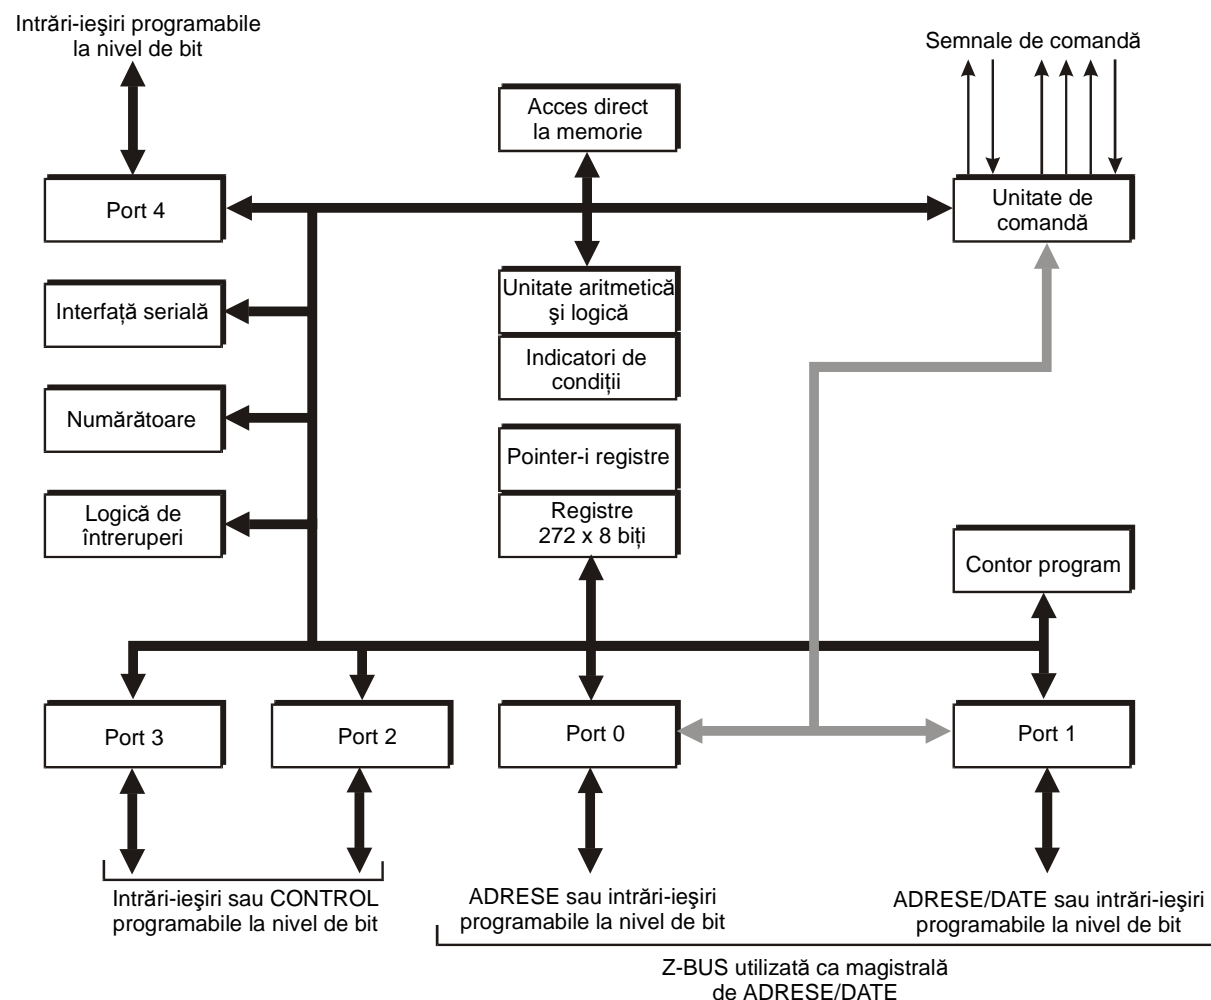 Intrări-ieşiri programabile
la nivel de bit
Semnale de comandă
Acces direct
la memorie
Port 4
Unitate de
comandă
Interfaţă serială
Unitate aritmetică
şi logică
Indicatori de
condiţii
Numărătoare
Pointer-i registre
Logică de
întreruperi
Registre
272 x 8 biţi
Contor program
Port 3
Port 2
Port 0
Port 1
Intrări-ieşiri sau CONTROL
programabile la nivel de bit
ADRESE sau intrări-ieşiri
programabile la nivel de bit
ADRESE/DATE sau intrări-ieşiri
programabile la nivel de bit
Z-BUS utilizată ca magistrală
de ADRESE/DATE